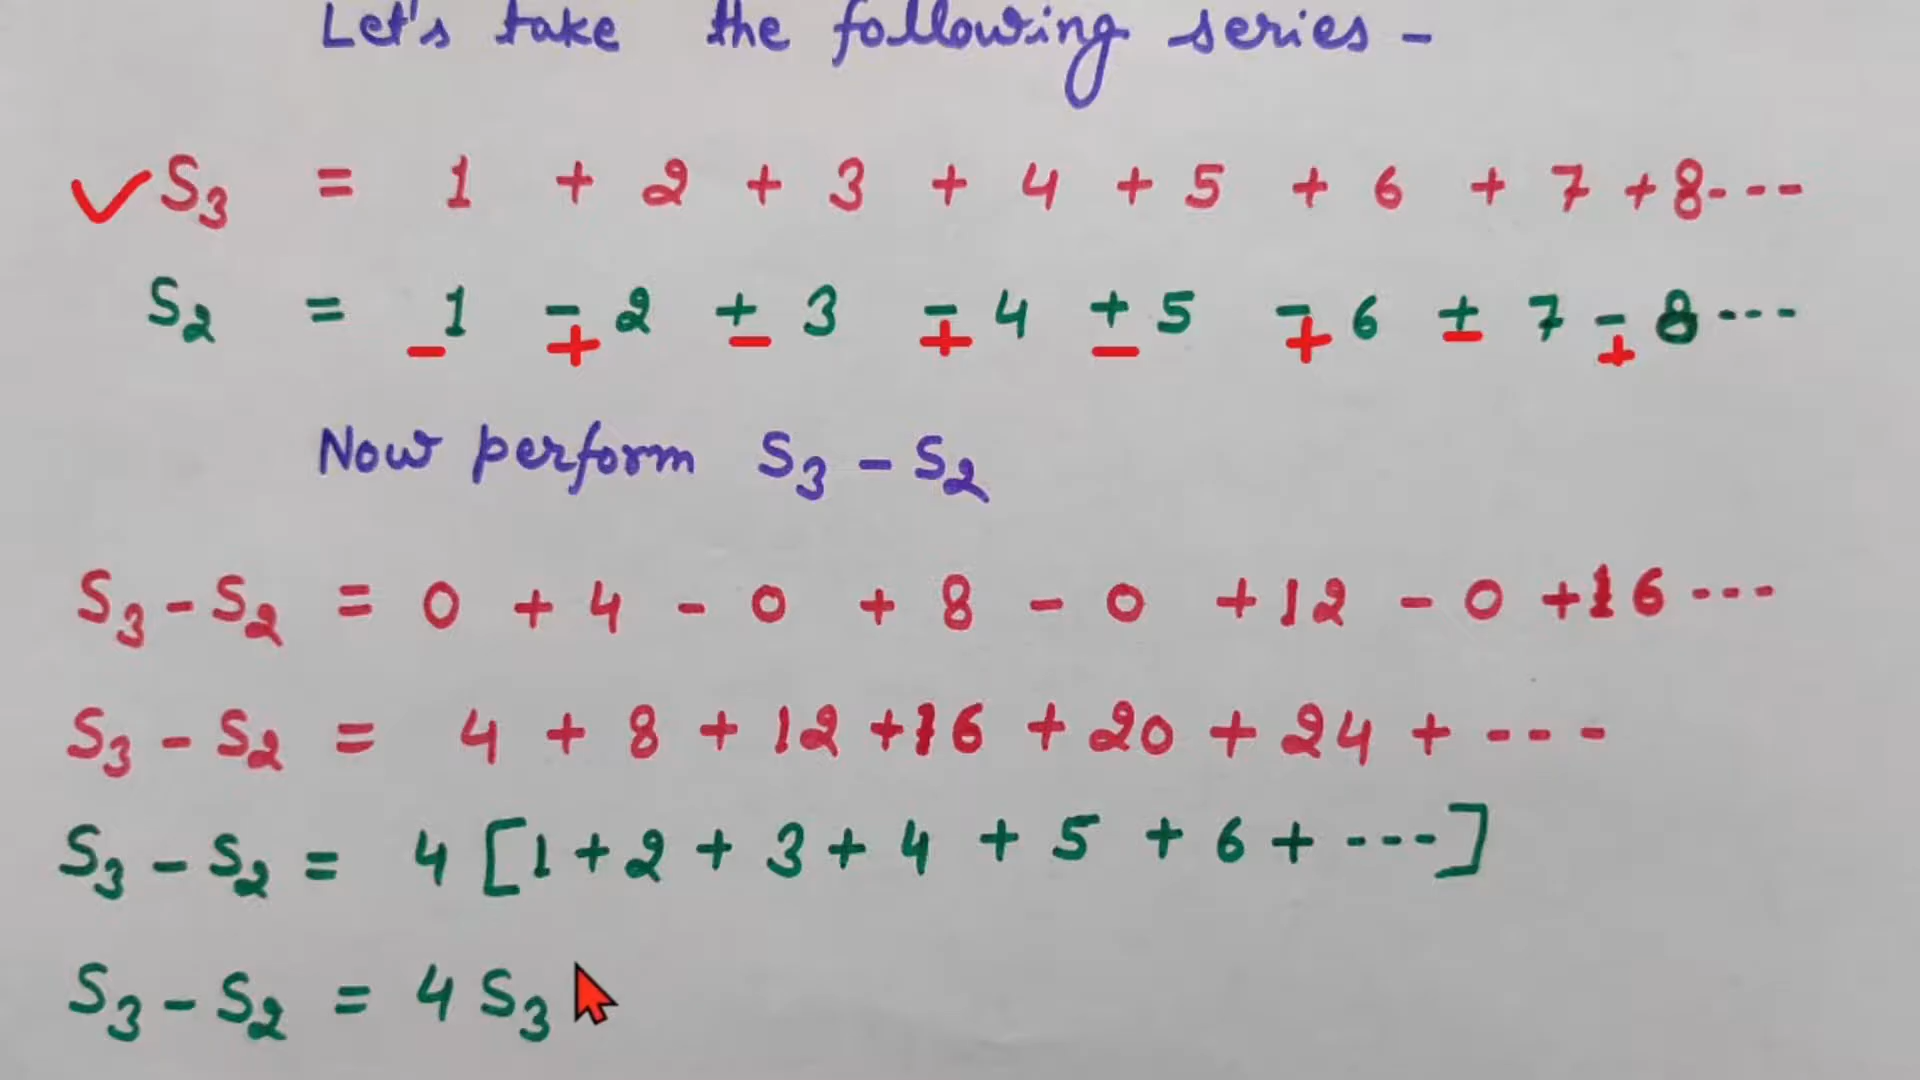 Let's take the following series -
S₃ = 1 + 2 + 3 + 4 + 5 + 6 + 7 + 8 - - -
S₂ = 1 - 2 + 3 - 4 + 5 - 6 + 7 - 8 - - -
- + - + - + - +
Now perform S₃ - S₂
S₃ - S₂ = 0 + 4 - 0 + 8 - 0 + 12 - 0 + 16 - - -
S₃ - S₂ = 4 + 8 + 12 + 16 + 20 + 24 + - - -
S₃ - S₂ = 4 [1 + 2 + 3 + 4 + 5 + 6 + - - -]
S₃ - S₂ = 4 S₃